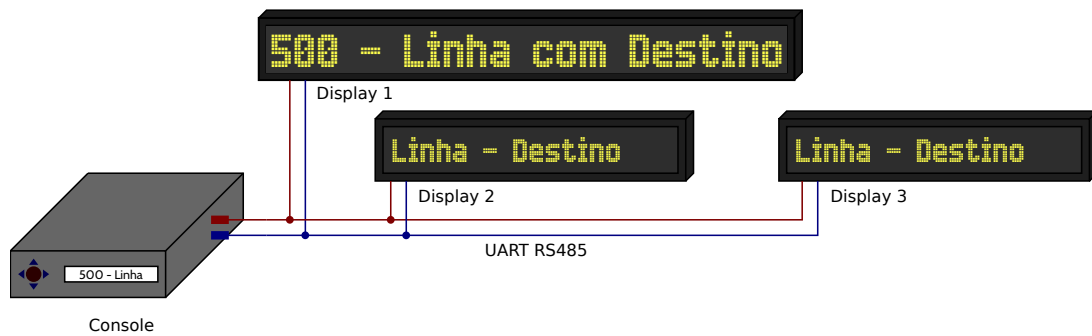 500 - Linha com Destino
Display 1
Linha - Destino
Display 2
Linha - Destino
Display 3
UART RS485
500 - Linha
Console